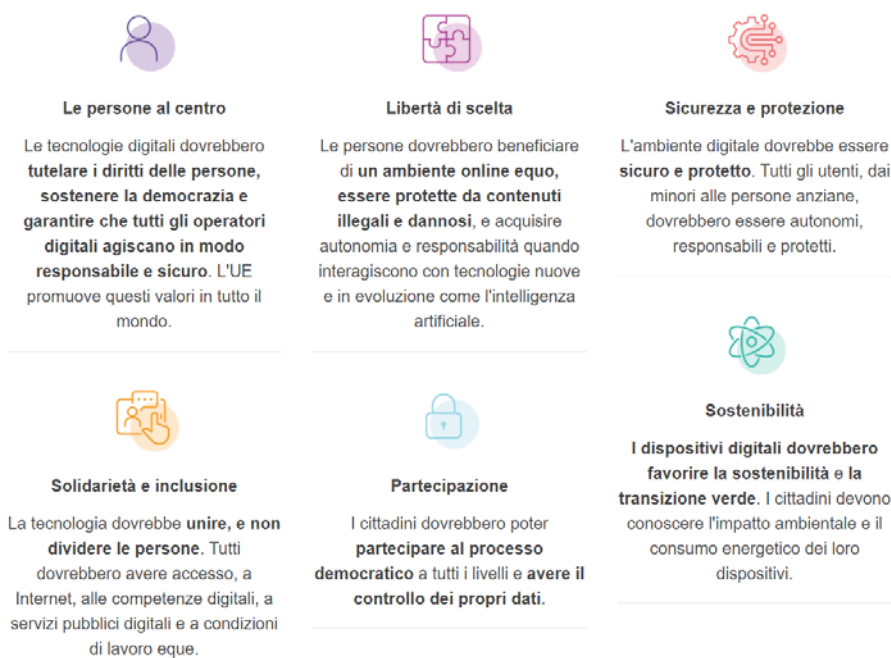 Le persone al centro
Le tecnologie digitali dovrebbero
tutelare i diritti delle persone,
sostenere la democrazia e
garantire che tutti gli operatori
digitali agiscano in modo
responsabile e sicuro. L'UE
promuove questi valori in tutto il
mondo.
Libertà di scelta
Le persone dovrebbero beneficiare
di un ambiente online equo,
essere protette da contenuti
illegali e dannosi, e acquisire
autonomia e responsabilità quando
interagiscono con tecnologie nuove
e in evoluzione come l'intelligenza
artificiale.
Sicurezza e protezione
L'ambiente digitale dovrebbe essere
sicuro e protetto. Tutti gli utenti, dai
minori alle persone anziane,
dovrebbero essere autonomi,
responsabili e protetti.
Solidarietà e inclusione
La tecnologia dovrebbe unire, e non
dividere le persone. Tutti
dovrebbero avere accesso, a
Internet, alle competenze digitali, a
servizi pubblici digitali e a condizioni
di lavoro eque.
Partecipazione
I cittadini dovrebbero poter
partecipare al processo
democratico a tutti i livelli e avere il
controllo dei propri dati.
Sostenibilità
I dispositivi digitali dovrebbero
favorire la sostenibilità e la
transizione verde. I cittadini devono
conoscere l'impatto ambientale e il
consumo energetico dei loro
dispositivi.